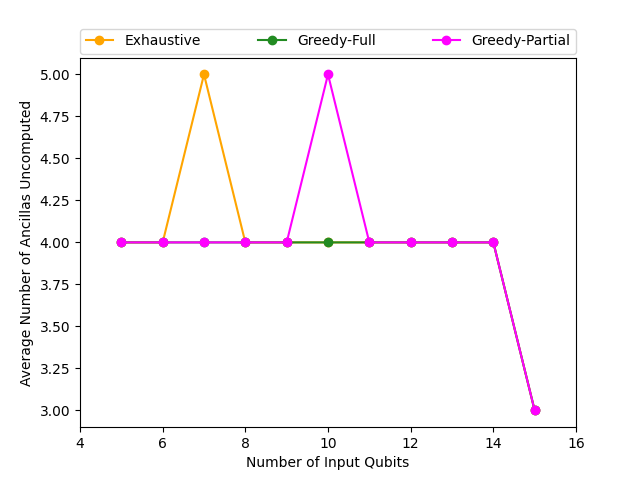 Exhaustive Greedy-Full Greedy-Partial
5.00
4.75
4.50
4.25
4.00
3.75
3.50
3.25
3.00
Average Number of Ancillas Uncomputed
4 6 8 10 12 14 16
Number of Input Qubits